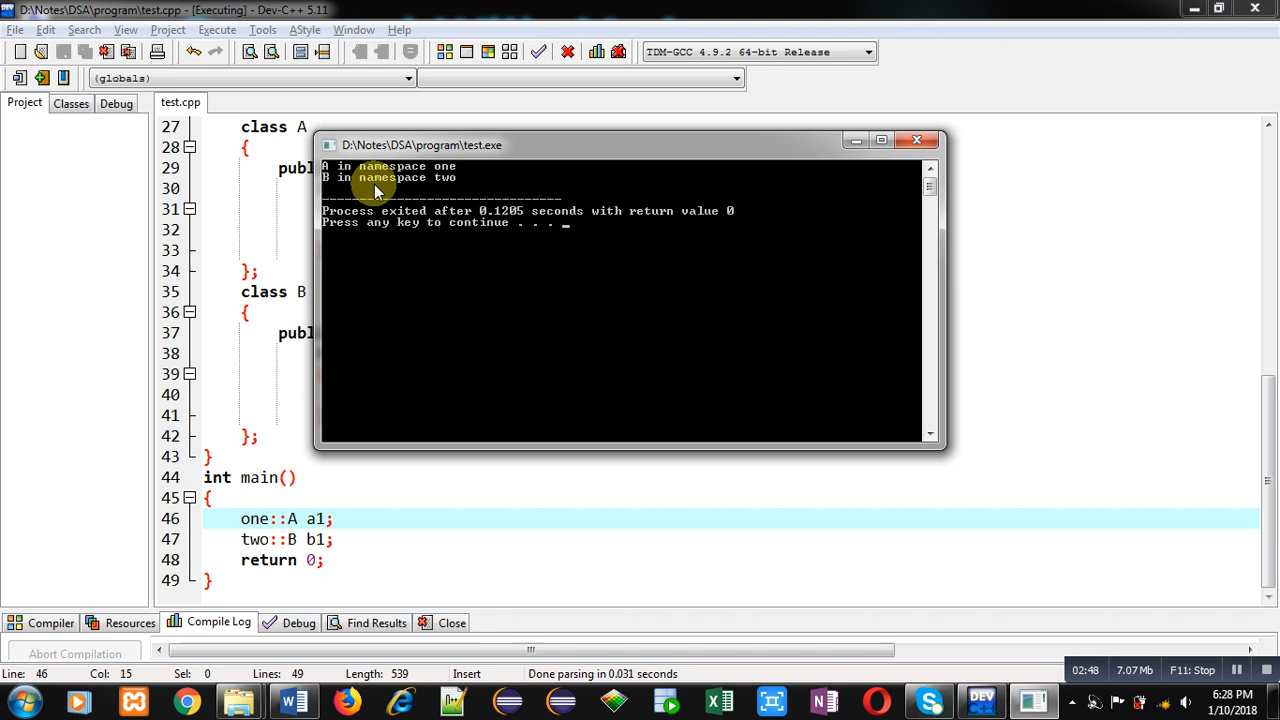 D:\Notes\DSA\program\test.cpp - [Executing] - Dev-C++ 5.11
File Edit Search View Project Execute Tools AStyle Window Help
TDM-GCC 4.9.2 64-bit Release
(globals)
Project Classes Debug
test.cpp
27 class A
28 {
29 publ
30
31
32
33
34 };
35 class B
36 {
37 publ
38
39
40
41
42 };
43 }
44 int main()
45 {
46 one::A a1;
47 two::B b1;
48 return 0;
49 }
D:\Notes\DSA\program\test.exe
A in namespace one
B in namespace two
--------------------------------
Process exited after 0.1205 seconds with return value 0
Press any key to continue . . . _
Compiler Resources Compile Log Debug Find Results Close
Abort Compilation
Line: 46 Col: 15 Sel: 0 Lines: 49 Length: 539 Insert Done parsing in 0.031 seconds
02:48 7.07 Mb F11: Stop
6:28 PM
1/10/2018